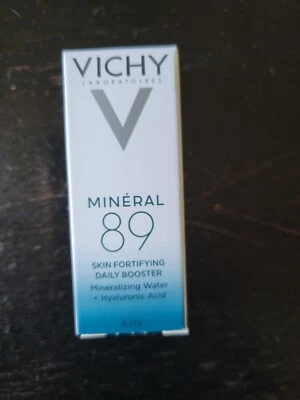 VICHY
LABORATOIRES
MINÉRAL
89
SKIN FORTIFYING
DAILY BOOSTER
Mineralizing Water
+ Hyaluronic Acid